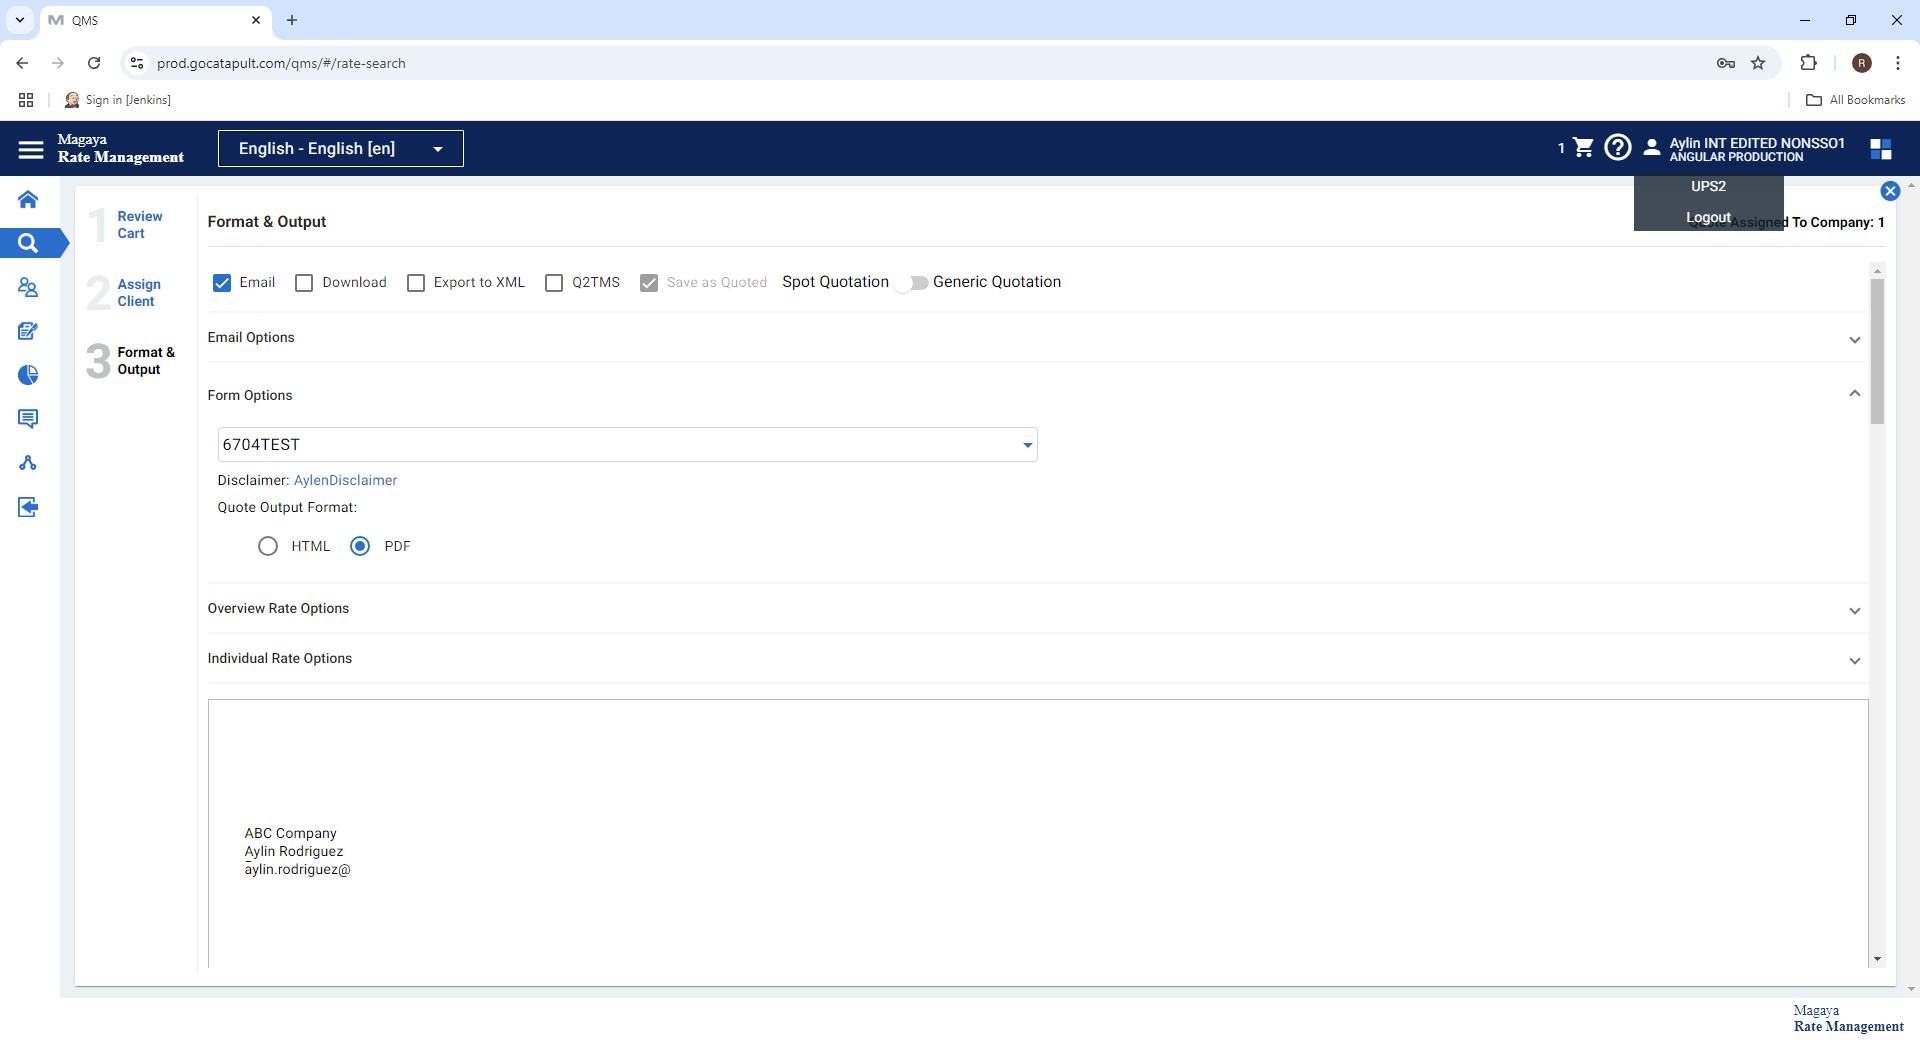 QMS
prod.gocatapult.com/qms/#/rate-search
R
Sign in [Jenkins]
All Bookmarks
Magaya
Rate Management
English - English [en]
1
Aylin INT EDITED NONSSO1
ANGULAR PRODUCTION
UPS2
Logout
1
Review
Cart
2
Assign
Client
3
Format &
Output
Format & Output
Quote Assigned To Company: 1
Email
Download
Export to XML
Q2TMS
Save as Quoted
Spot Quotation
Generic Quotation
Email Options
Form Options
6704TEST
Disclaimer: AylenDisclaimer
Quote Output Format:
HTML
PDF
Overview Rate Options
Individual Rate Options
ABC Company
Aylin Rodriguez
aylin.rodriguez@
Magaya
Rate Management